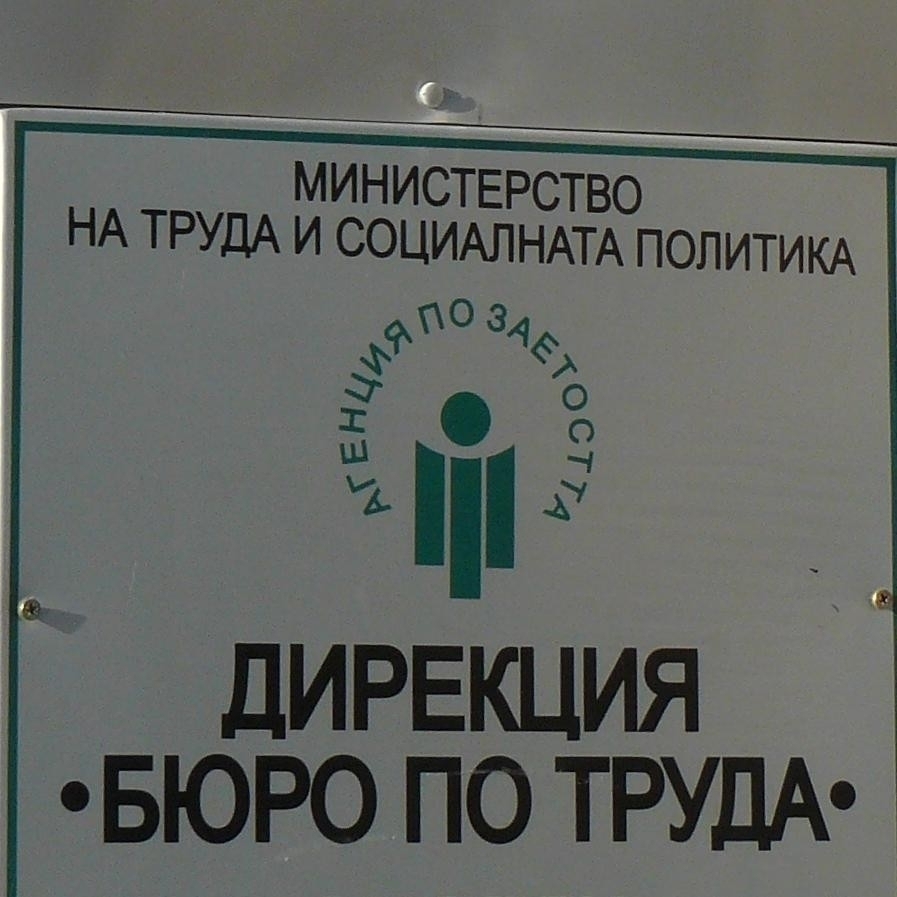 МИНИСТЕРСТВО
НА ТРУДА И СОЦИАЛНАТА ПОЛИТИКА
АГЕНЦИЯ ПО ЗАЕТОСТТА
ДИРЕКЦИЯ
•БЮРО ПО ТРУДА•